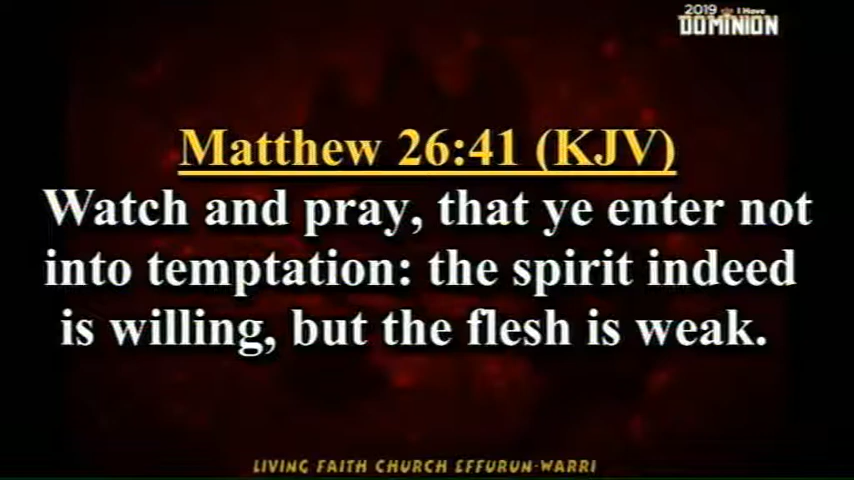 2019 I Have
DOMINION
Matthew 26:41 (KJV)
Watch and pray, that ye enter not
into temptation: the spirit indeed
is willing, but the flesh is weak.
LIVING FAITH CHURCH EFFURUN-WARRI